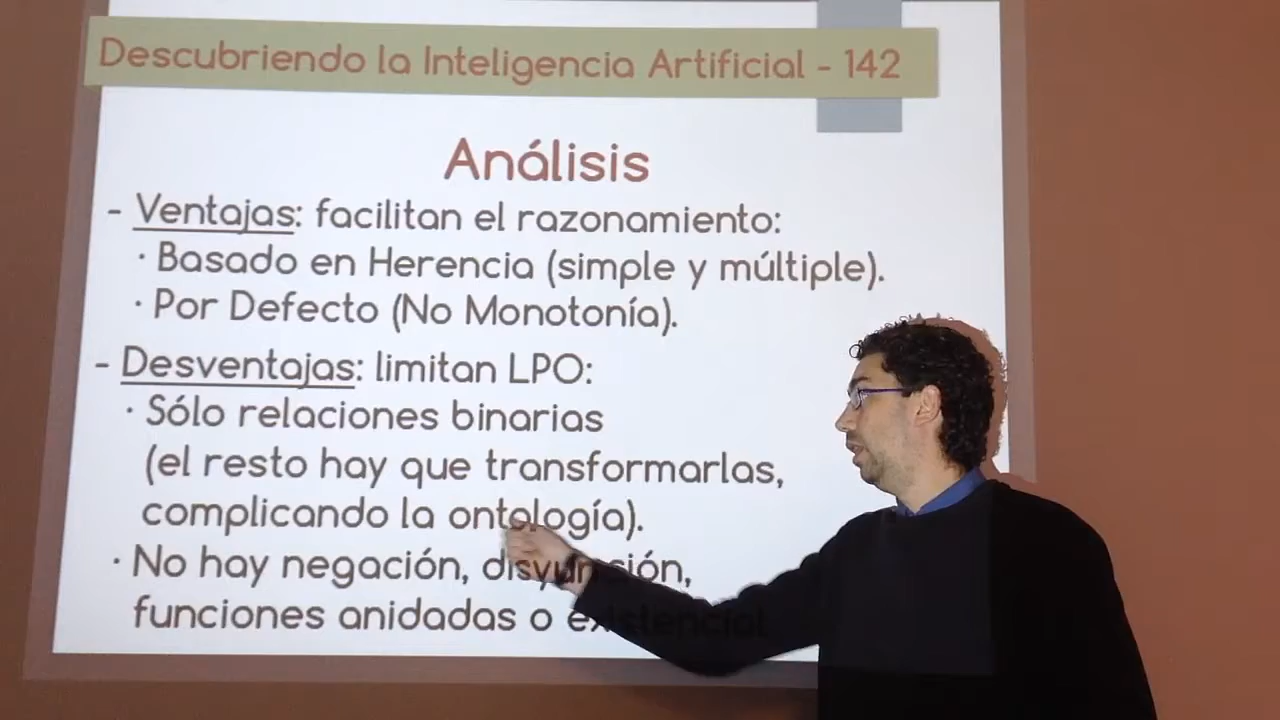 Descubriendo la Inteligencia Artificial - 142
Análisis
- Ventajas: facilitan el razonamiento:
· Basado en Herencia (simple y múltiple).
· Por Defecto (No Monotonía).
- Desventajas: limitan LPO:
· Sólo relaciones binarias
(el resto hay que transformarlas,
complicando la ontología).
· No hay negación, disyunción,
funciones anidadas o existencial